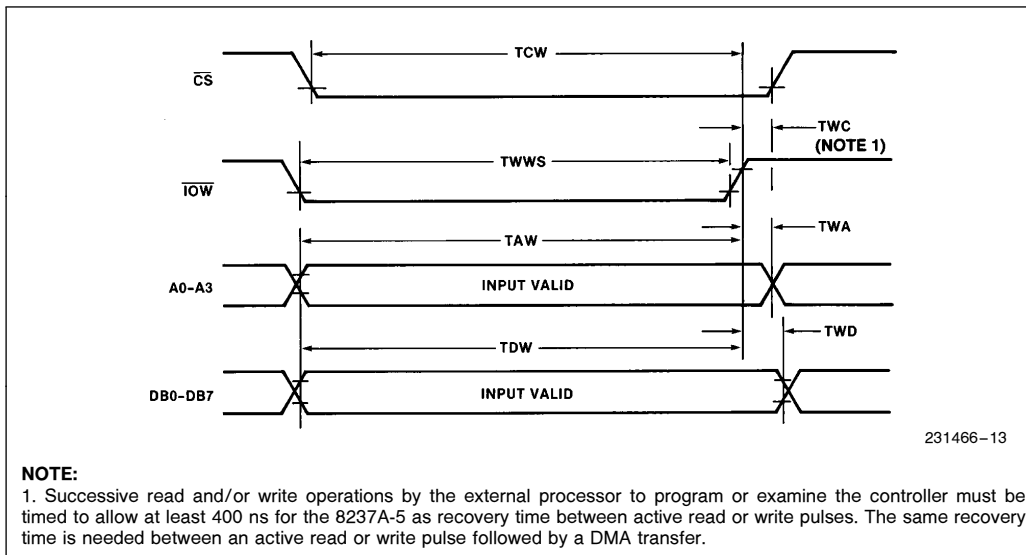 TCW
C̅S̅
TWC
(NOTE 1)
TWWS
I̅O̅W̅
TWA
TAW
A0–A3
INPUT VALID
TWD
TDW
DB0–DB7
INPUT VALID
231466–13
NOTE:
1. Successive read and/or write operations by the external processor to program or examine the controller must be
timed to allow at least 400 ns for the 8237A-5 as recovery time between active read or write pulses. The same recovery
time is needed between an active read or write pulse followed by a DMA transfer.